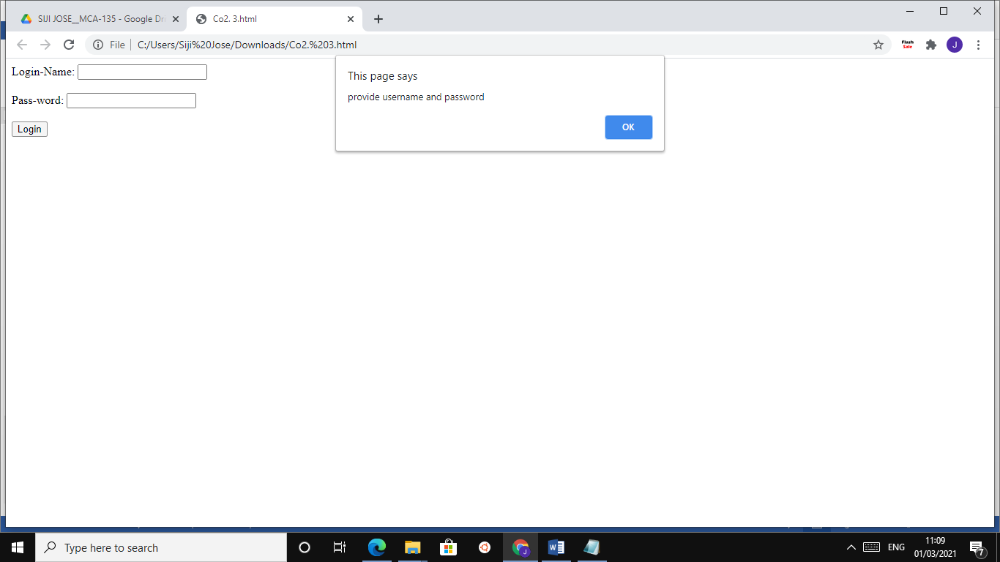 SIJI JOSE__MCA-135 - Google Dri
Co2. 3.html
File
C:/Users/Siji%20Jose/Downloads/Co2.%203.html
Flash
Sale
J
Login-Name:
Pass-word:
Login
This page says
provide username and password
OK
Type here to search
J
ENG
11:09
01/03/2021
7